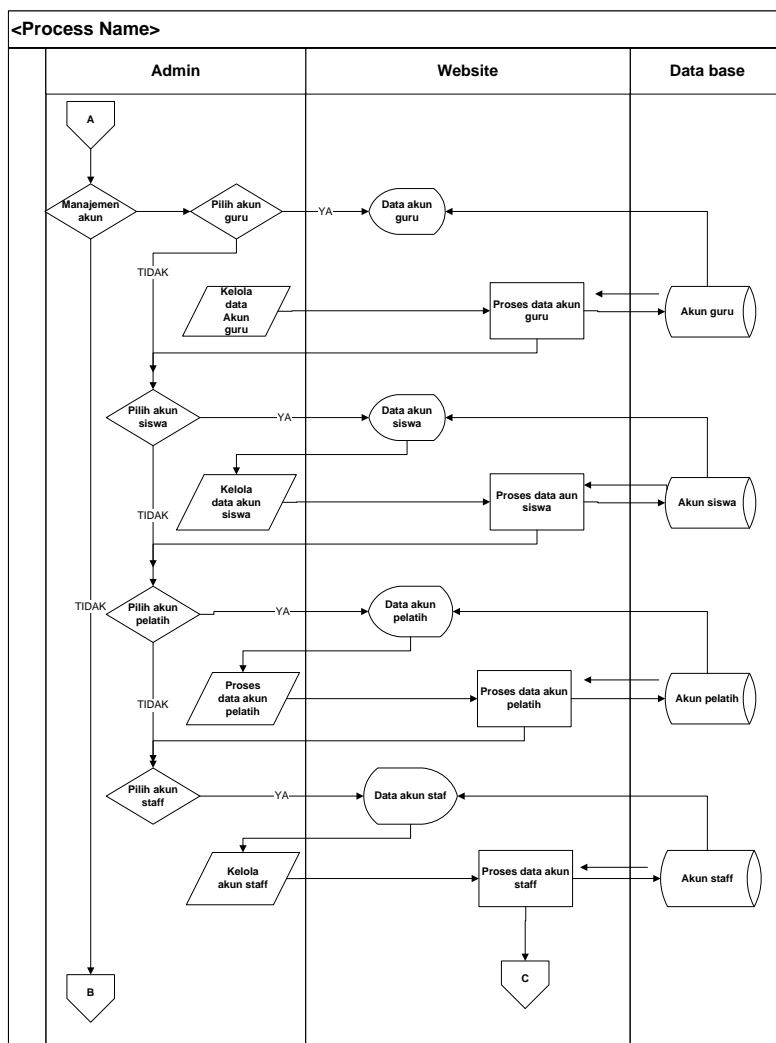 <Process Name>
Admin
Website
Data base
A
Manajemen
akun
Pilih akun
guru
YA
Data akun
guru
TIDAK
Kelola
data
Akun
guru
Proses data akun
guru
Akun guru
Pilih akun
siswa
YA
Data akun
siswa
Kelola
data akun
siswa
Proses data aun
siswa
Akun siswa
TIDAK
TIDAK
Pilih akun
pelatih
YA
Data akun
pelatih
Proses
data akun
pelatih
Proses data akun
pelatih
Akun pelatih
TIDAK
Pilih akun
staff
YA
Data akun staf
Kelola
akun staff
Proses data akun
staff
Akun staff
B
C